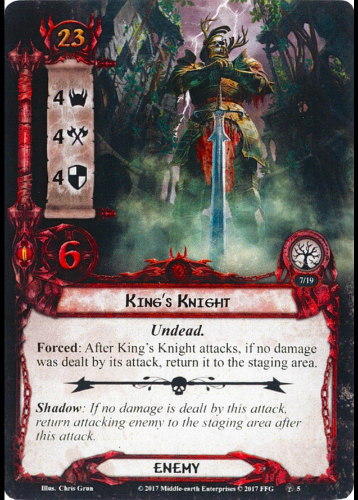 23
4
4
4
6
7/19
King's Knight
Undead.
Forced: After King's Knight attacks, if no damage
was dealt by its attack, return it to the staging area.
Shadow: If no damage is dealt by this attack,
return attacking enemy to the staging area after
this attack.
ENEMY
Illus. Chris Grun © 2017 Middle-earth Enterprises © 2017 FFG 5